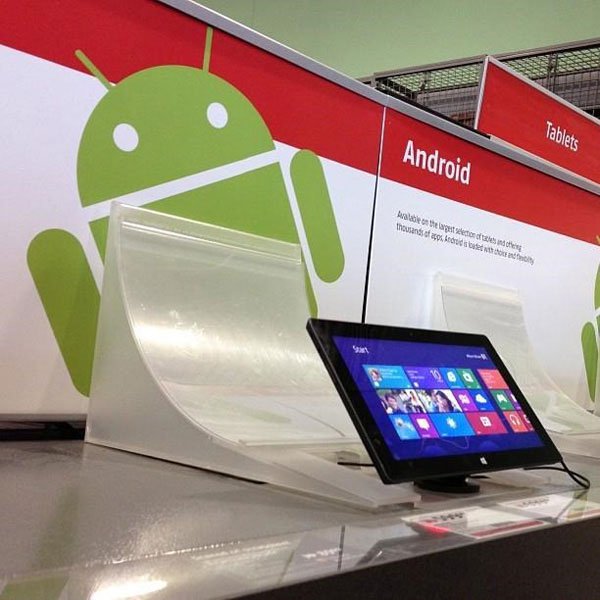 Tablets
Android
Available on the largest selection of tablets and offering
thousands of apps, Android is loaded with choice and flexibility.
Start